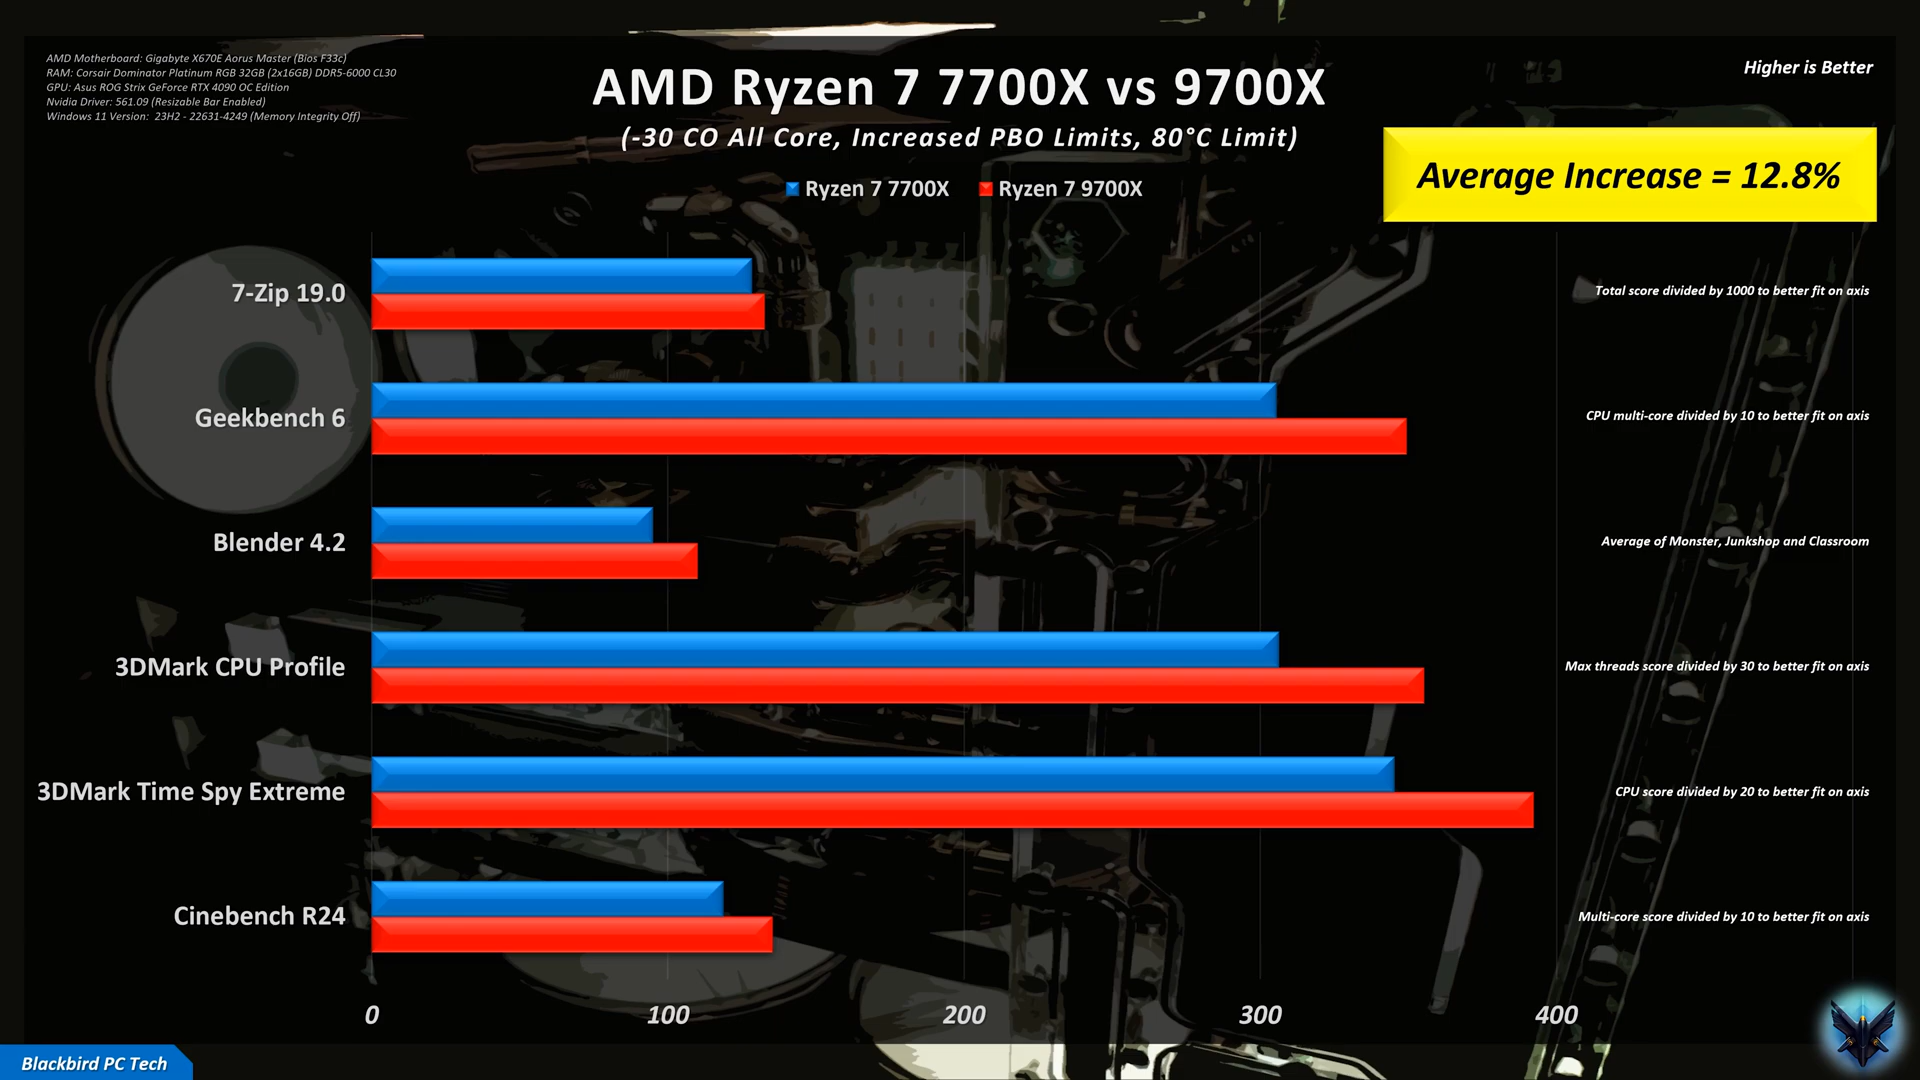 AMD Motherboard: Gigabyte X670E Aorus Master (Bios F33c)
RAM: Corsair Dominator Platinum RGB 32GB (2x16GB) DDR5-6000 CL30
GPU: Asus ROG Strix GeForce RTX 4090 OC Edition
Nvidia Driver: 561.09 (Resizable Bar Enabled)
Windows 11 Version: 23H2 - 22631-4249 (Memory Integrity Off)
AMD Ryzen 7 7700X vs 9700X
(-30 CO All Core, Increased PBO Limits, 80°C Limit)
Ryzen 7 7700X Ryzen 7 9700X
Higher is Better
Average Increase = 12.8%
7-Zip 19.0
Total score divided by 1000 to better fit on axis
Geekbench 6
CPU multi-core divided by 10 to better fit on axis
Blender 4.2
Average of Monster, Junkshop and Classroom
3DMark CPU Profile
Max threads score divided by 30 to better fit on axis
3DMark Time Spy Extreme
CPU score divided by 20 to better fit on axis
Cinebench R24
Multi-core score divided by 10 to better fit on axis
0 100 200 300 400
Blackbird PC Tech